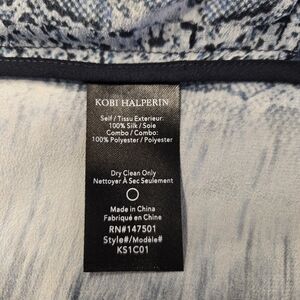 KOBI HALPERIN
Self / Tissu Exterieur:
100% Silk / Soie
Combo / Combo:
100% Polyester / Polyester
Dry Clean Only
Nettoyer À Sec Seulement
Made in China
Fabriqué en Chine
RN#147501
Style#/Modèle#
KS1C01